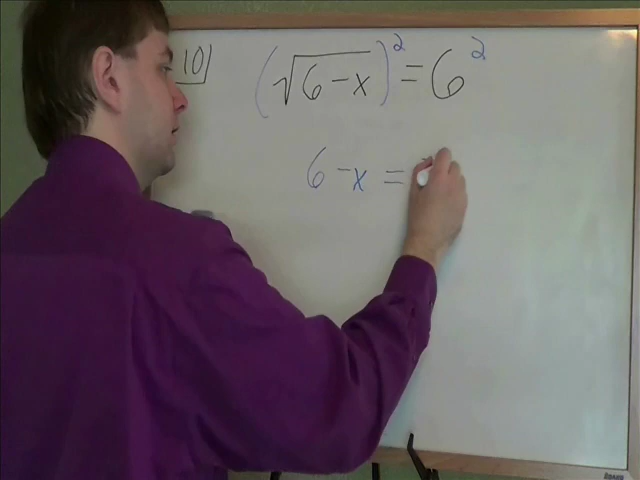 10) (√6-x)² = 6²
6 - x =